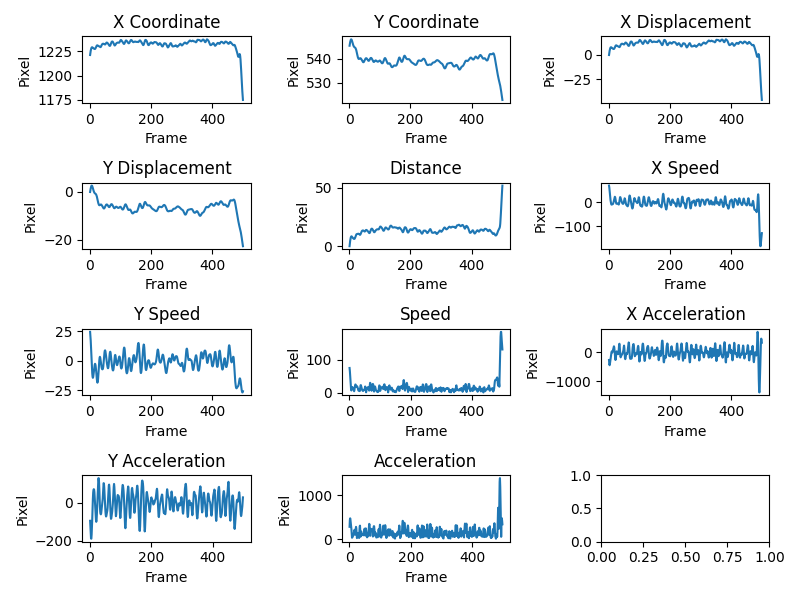 X Coordinate Y Coordinate X Displacement
Pixel 1225 1200 1175 Pixel 540 530 Pixel 0 −25
0 200 400 0 200 400 0 200 400
Frame Frame Frame
Y Displacement Distance X Speed
Pixel 0 −20 Pixel 50 0 Pixel 0 −100
0 200 400 0 200 400 0 200 400
Frame Frame Frame
Y Speed Speed X Acceleration
Pixel 25 0 −25 Pixel 100 0 Pixel 0 −1000
0 200 400 0 200 400 0 200 400
Frame Frame Frame
Y Acceleration Acceleration
Pixel 0 −200 Pixel 1000 0 1.0 0.5 0.0
0 200 400 0 200 400 0.00 0.25 0.50 0.75 1.00
Frame Frame